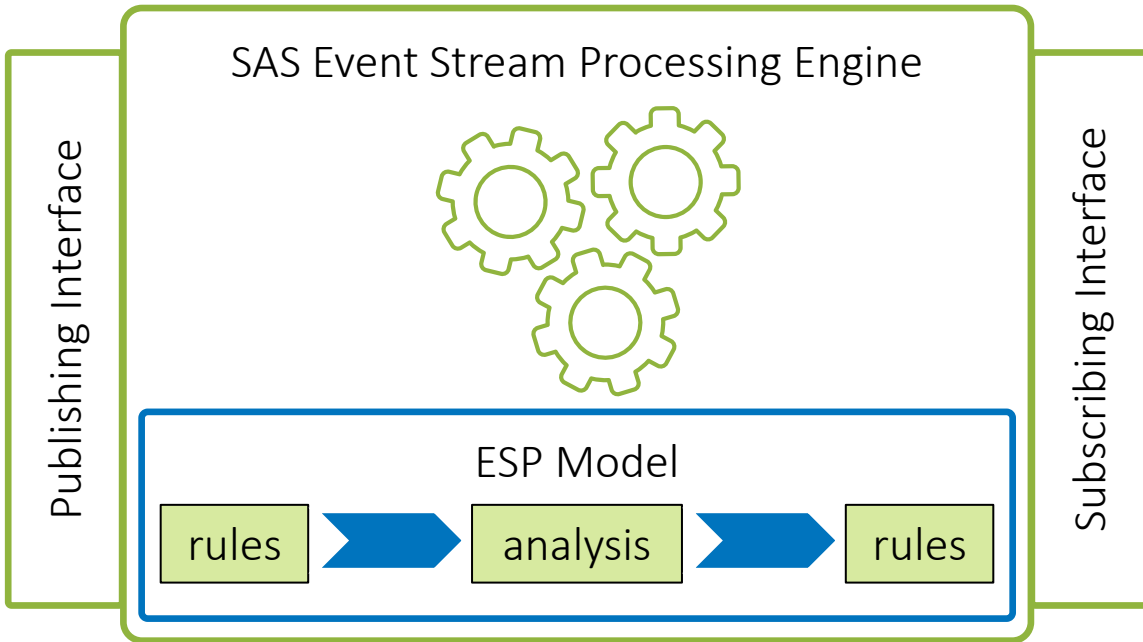 SAS Event Stream Processing Engine
Publishing Interface
Subscribing Interface
ESP Model
rules
analysis
rules